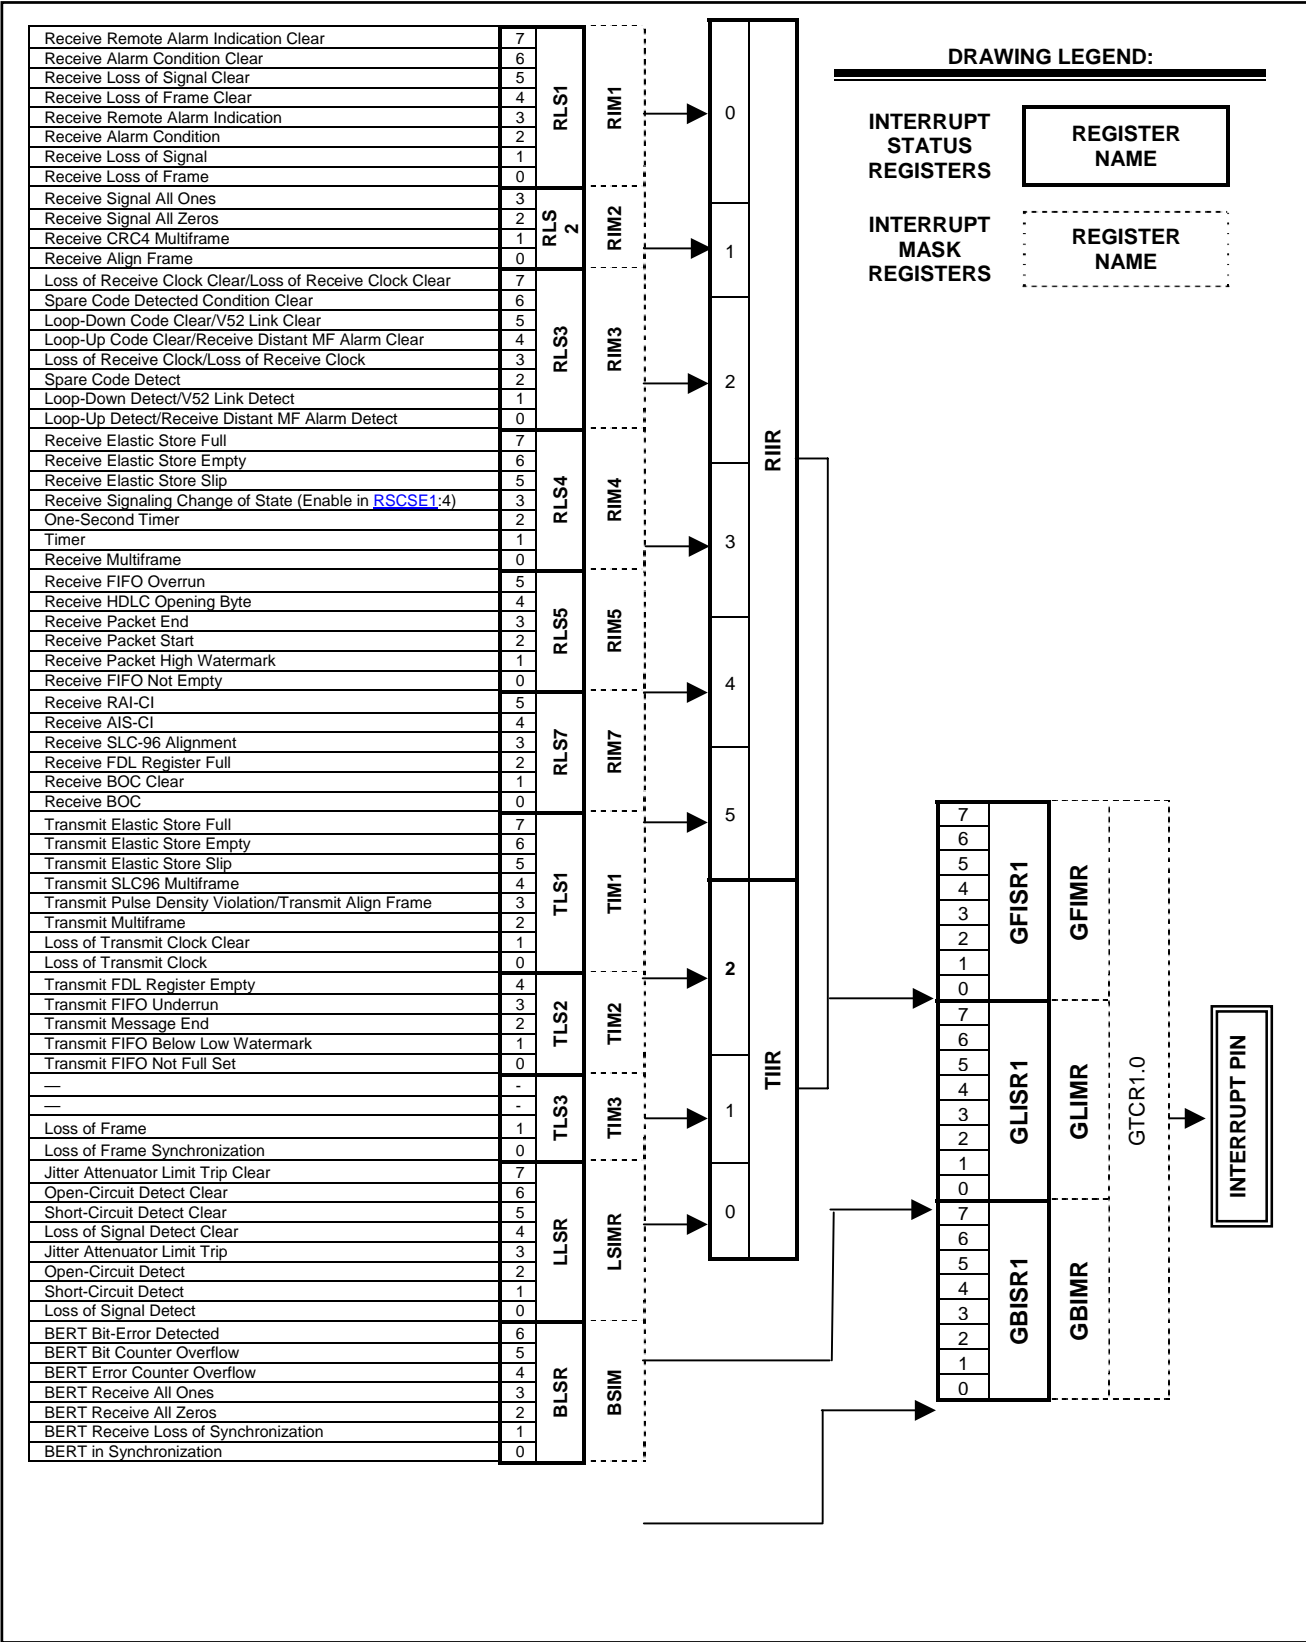 DRAWING LEGEND:
INTERRUPT STATUS REGISTERS
REGISTER NAME
INTERRUPT MASK REGISTERS
REGISTER NAME
Receive Remote Alarm Indication Clear 7
Receive Alarm Condition Clear 6
Receive Loss of Signal Clear 5
Receive Loss of Frame Clear 4
Receive Remote Alarm Indication 3
Receive Alarm Condition 2
Receive Loss of Signal 1
Receive Loss of Frame 0
RLS1 RIM1 0
Receive Signal All Ones 3
Receive Signal All Zeros 2
Receive CRC4 Multiframe 1
Receive Align Frame 0
RLS 2 RIM2 1
Loss of Receive Clock Clear/Loss of Receive Clock Clear 7
Spare Code Detected Condition Clear 6
Loop-Down Code Clear/V52 Link Clear 5
Loop-Up Code Clear/Receive Distant MF Alarm Clear 4
Loss of Receive Clock/Loss of Receive Clock 3
Spare Code Detect 2
Loop-Down Detect/V52 Link Detect 1
Loop-Up Detect/Receive Distant MF Alarm Detect 0
RLS3 RIM3 2
Receive Elastic Store Full 7
Receive Elastic Store Empty 6
Receive Elastic Store Slip 5
Receive Signaling Change of State (Enable in RSCSE1:4) 3
One-Second Timer 2
Timer 1
Receive Multiframe 0
RLS4 RIM4 3
Receive FIFO Overrun 5
Receive HDLC Opening Byte 4
Receive Packet End 3
Receive Packet Start 2
Receive Packet High Watermark 1
Receive FIFO Not Empty 0
RLS5 RIM5 4
Receive RAI-CI 5
Receive AIS-CI 4
Receive SLC-96 Alignment 3
Receive FDL Register Full 2
Receive BOC Clear 1
Receive BOC 0
RLS7 RIM7 5
RIIR
Transmit Elastic Store Full 7
Transmit Elastic Store Empty 6
Transmit Elastic Store Slip 5
Transmit SLC96 Multiframe 4
Transmit Pulse Density Violation/Transmit Align Frame 3
Transmit Multiframe 2
Loss of Transmit Clock Clear 1
Loss of Transmit Clock 0
TLS1 TIM1 2
Transmit FDL Register Empty 4
Transmit FIFO Underrun 3
Transmit Message End 2
Transmit FIFO Below Low Watermark 1
Transmit FIFO Not Full Set 0
TLS2 TIM2 1
— -
— -
Loss of Frame 1
Loss of Frame Synchronization 0
TLS3 TIM3 0
TIIR
Jitter Attenuator Limit Trip Clear 7
Open-Circuit Detect Clear 6
Short-Circuit Detect Clear 5
Loss of Signal Detect Clear 4
Jitter Attenuator Limit Trip 3
Open-Circuit Detect 2
Short-Circuit Detect 1
Loss of Signal Detect 0
LLSR LSIMR
BERT Bit-Error Detected 6
BERT Bit Counter Overflow 5
BERT Error Counter Overflow 4
BERT Receive All Ones 3
BERT Receive All Zeros 2
BERT Receive Loss of Synchronization 1
BERT in Synchronization 0
BLSR BSIM
7
6
5
4
3
2
1
0
GFISR1 GFIMR
7
6
5
4
3
2
1
0
GLISR1 GLIMR
7
6
5
4
3
2
1
0
GBISR1 GBIMR
GTCR1.0
INTERRUPT PIN